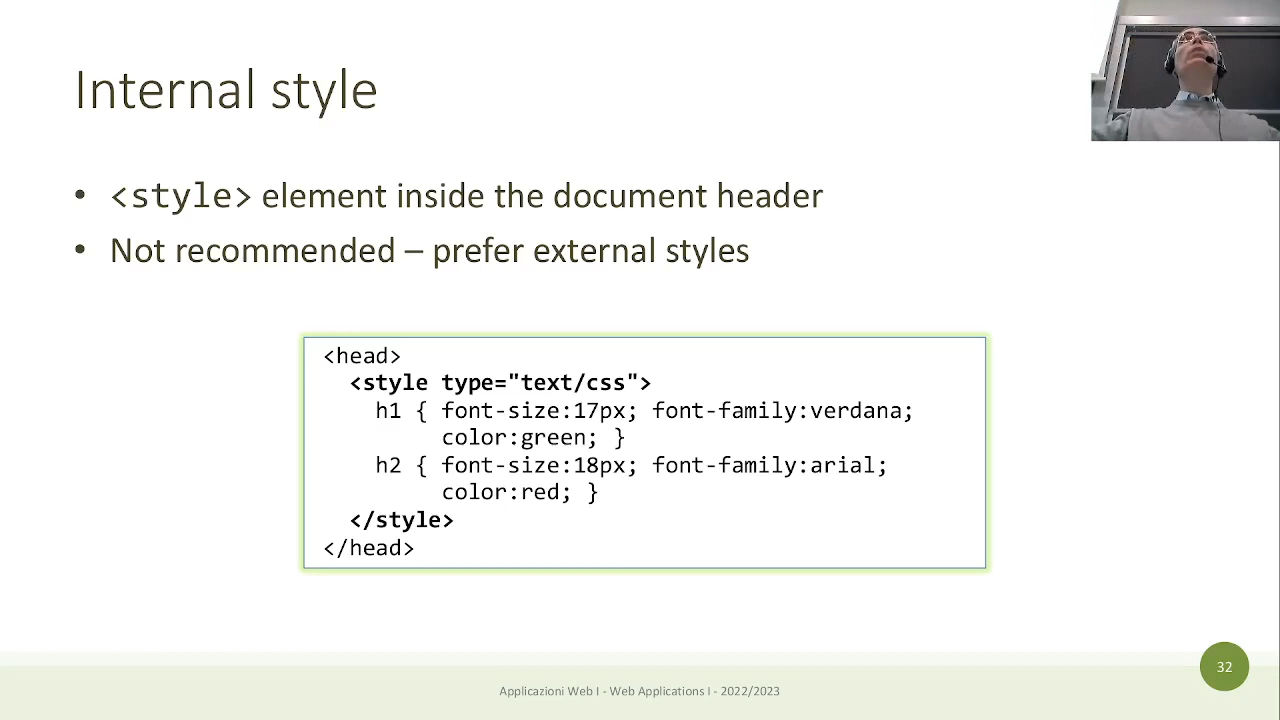 Internal style
• <style> element inside the document header
• Not recommended – prefer external styles
<head>
<style type="text/css">
h1 { font-size:17px; font-family:verdana;
color:green; }
h2 { font-size:18px; font-family:arial;
color:red; }
</style>
</head>
32
Applicazioni Web I - Web Applications I - 2022/2023